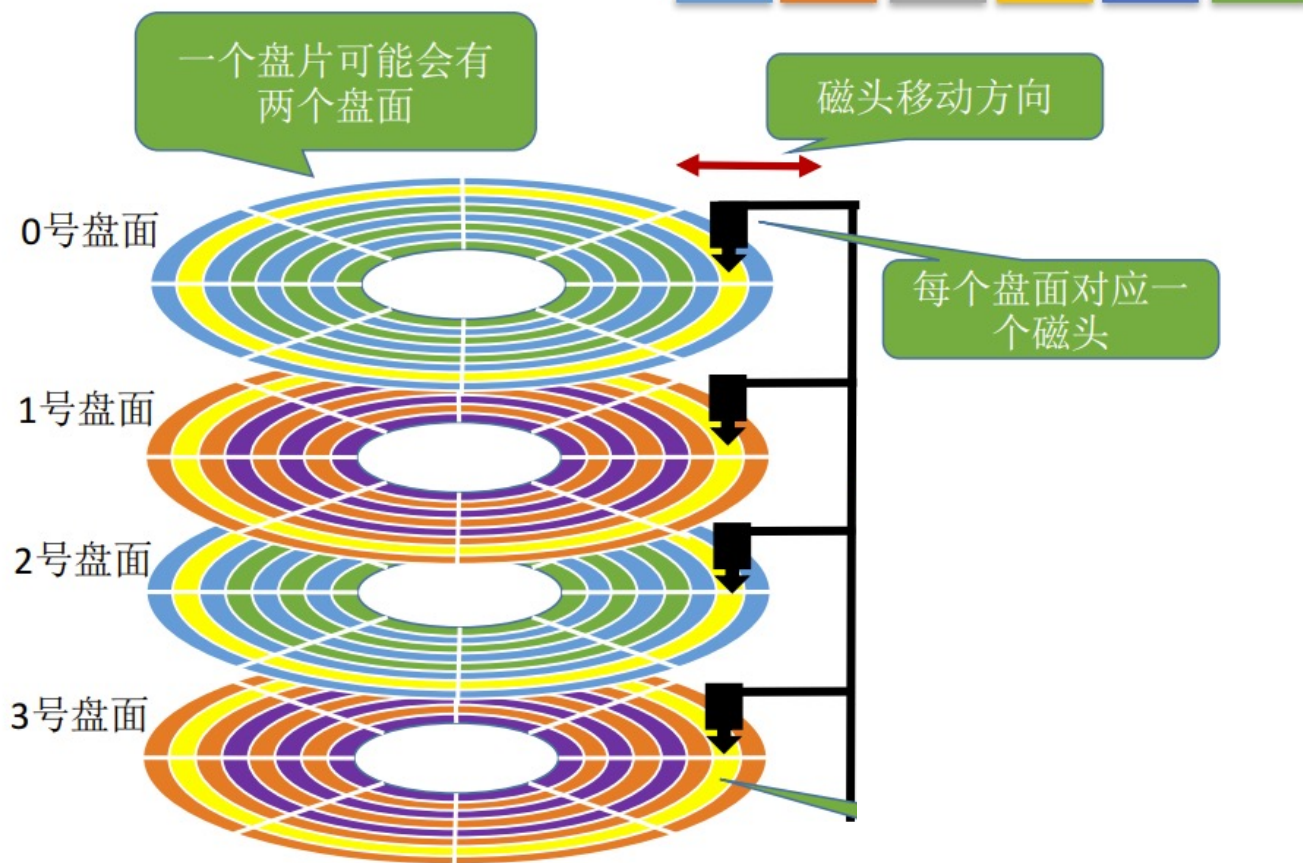 一个盘片可能会有
两个盘面
磁头移动方向
0号盘面
每个盘面对应一
个磁头
1号盘面
2号盘面
3号盘面